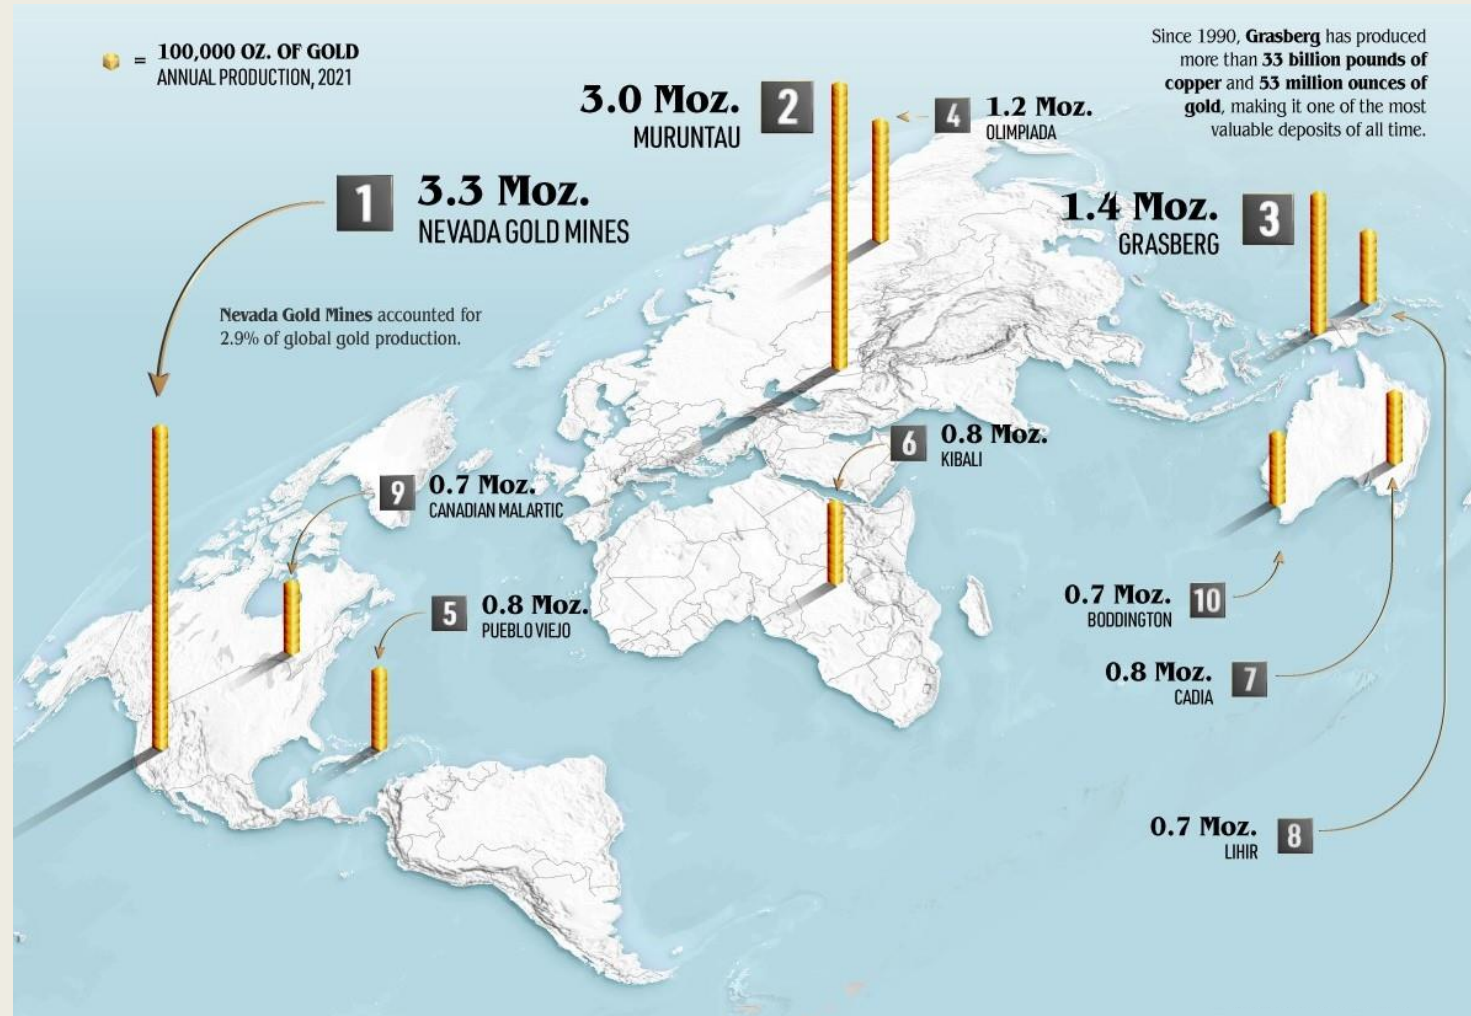 = 100,000 OZ. OF GOLD
ANNUAL PRODUCTION, 2021
Since 1990, Grasberg has produced
more than 33 billion pounds of
copper and 53 million ounces of
gold, making it one of the most
valuable deposits of all time.
3.0 Moz. 2
MURUNTAU
4 1.2 Moz.
OLIMPIADA
1 3.3 Moz.
NEVADA GOLD MINES
1.4 Moz. 3
GRASBERG
Nevada Gold Mines accounted for
2.9% of global gold production.
6 0.8 Moz.
KIBALI
9 0.7 Moz.
CANADIAN MALARTIC
5 0.8 Moz.
PUEBLO VIEJO
0.7 Moz. 10
BODDINGTON
0.8 Moz. 7
CADIA
0.7 Moz. 8
LIHIR